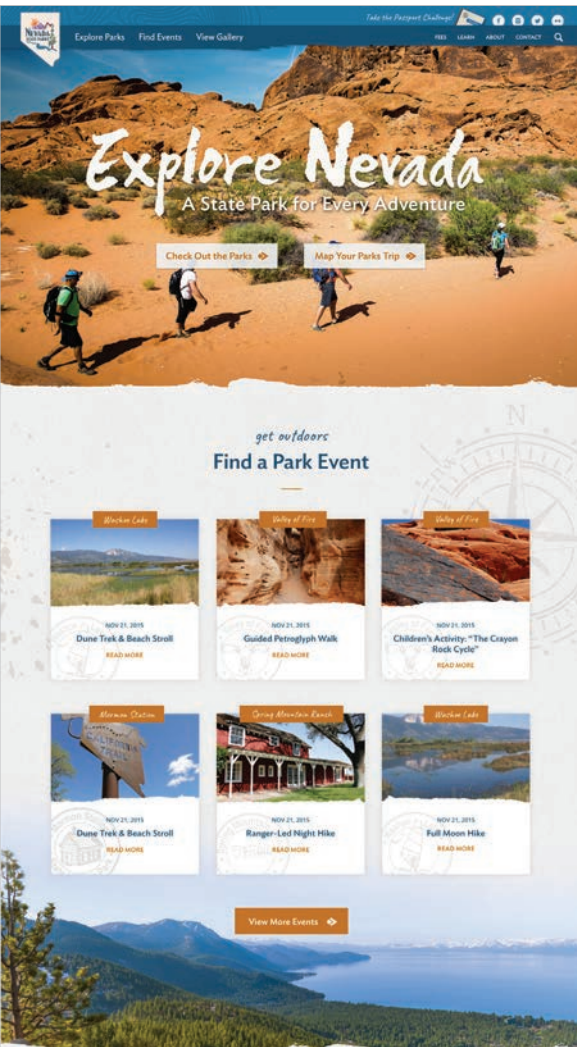 Take the Passport Challenge!
Nevada
STATE PARKS
Explore Parks Find Events View Gallery
FEES LEARN ABOUT CONTACT
Explore Nevada
A State Park for Every Adventure
Check Out the Parks
Map Your Parks Trip
get outdoors
Find a Park Event
N
Washoe Lake
NOV 21, 2015
Dune Trek & Beach Stroll
READ MORE
Valley of Fire
NOV 21, 2015
Guided Petroglyph Walk
READ MORE
Valley of Fire
NOV 21, 2015
Children's Activity: "The Crayon
Rock Cycle"
READ MORE
Mormon Station
CALIFORNIA
TRAIL
NOV 21, 2015
Dune Trek & Beach Stroll
READ MORE
Spring Mountain Ranch
NOV 21, 2015
Ranger-Led Night Hike
READ MORE
Washoe Lake
NOV 21, 2015
Full Moon Hike
READ MORE
View More Events